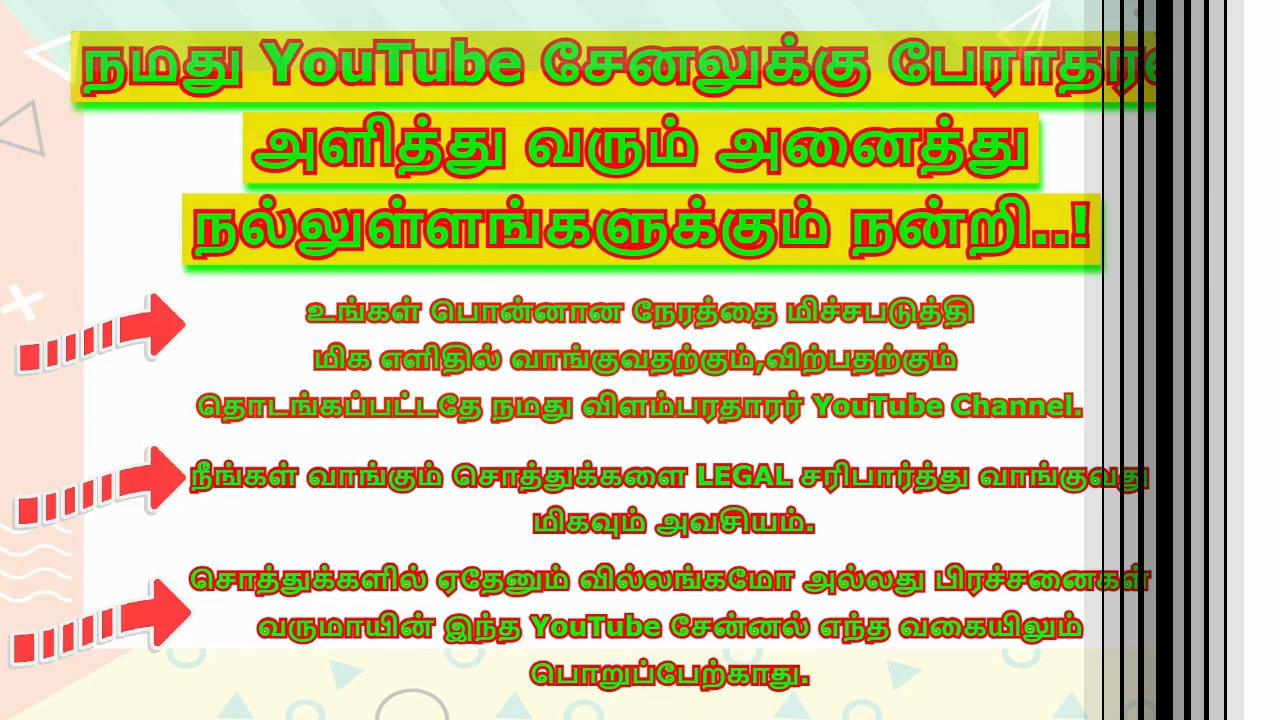 நமது YouTube சேனலுக்கு
அளித்து வரும் அனைத்து
நல்லுள்ளங்களுக்கும் நன்றி..!
உங்கள் பொன்னான நேரத்தை மிச்சபடுத்தி
மிக எளிதில் வாங்குவதற்கும்,விற்பதற்கும்
தொடங்கப்பட்டதே நமது விளம்பரதாரர் YouTube Channel.
நீங்கள் வாங்கும் சொத்துக்களை LEGAL சரிபார்த்து வாங்குவது
மிகவும் அவசியம்.
சொத்துக்களில் ஏதேனும் வில்லங்கமோ அல்லது பிரச்சனைகள்
வருமாயின் இந்த YouTube சேன்னல் எந்த வகையிலும்
பொறுப்பேற்காது.